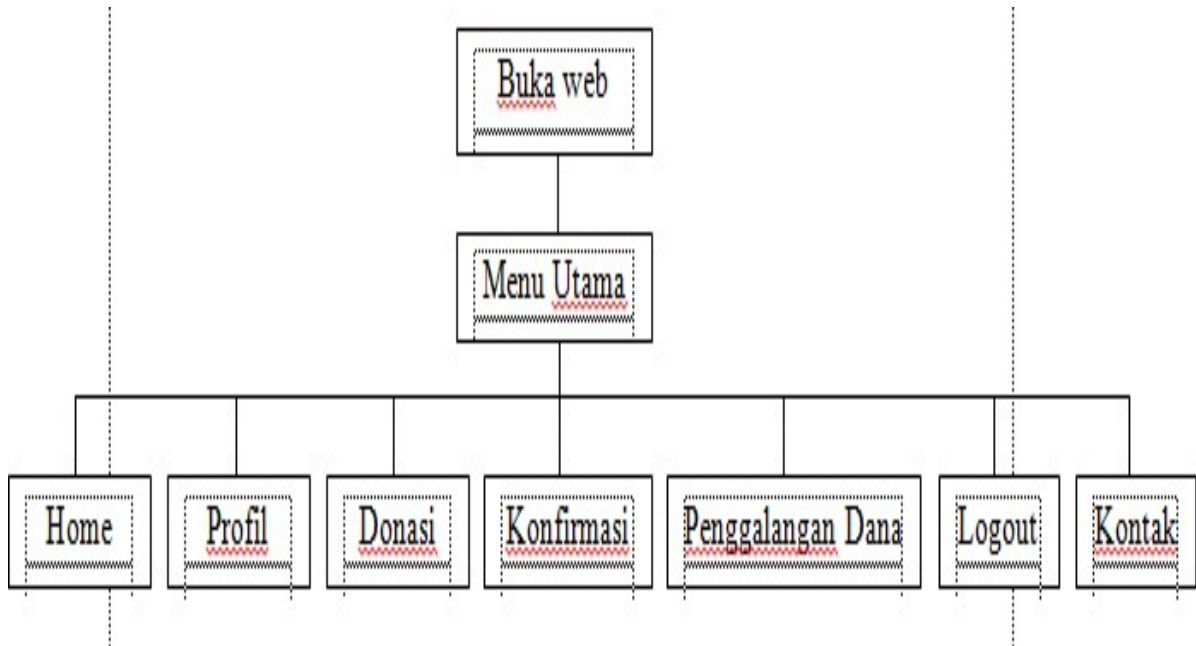 Buka web
Menu Utama
Home
Profil
Donasi
Konfirmasi
Penggalangan Dana
Logout
Kontak